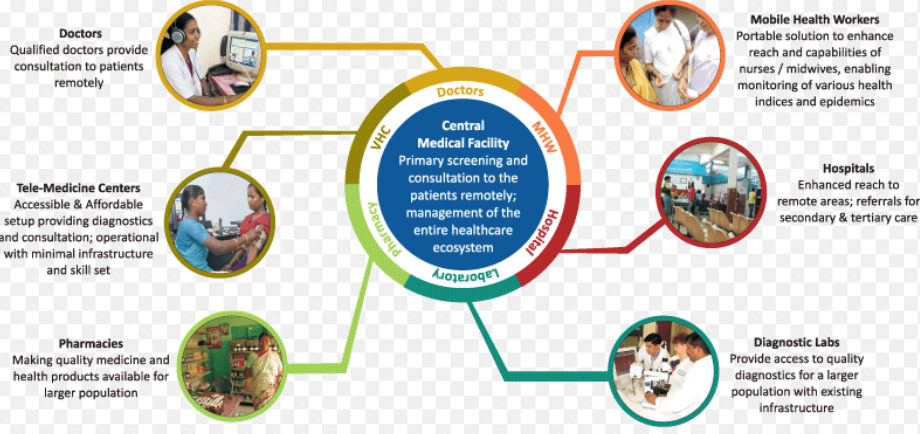 Doctors
Qualified doctors provide
consultation to patients
remotely
Mobile Health Workers
Portable solution to enhance
reach and capabilities of
nurses / midwives, enabling
monitoring of various health
indices and epidemics
Doctors
VHC
MHW
Central
Medical Facility
Primary screening and
consultation to the
patients remotely;
management of the
entire healthcare
ecosystem
Pharmacy
Hospital
Laboratory
Tele-Medicine Centers
Accessible & Affordable
setup providing diagnostics
and consultation; operational
with minimal infrastructure
and skill set
Hospitals
Enhanced reach to
remote areas; referrals for
secondary & tertiary care
Pharmacies
Making quality medicine and
health products available for
larger population
Diagnostic Labs
Provide access to quality
diagnostics for a larger
population with existing
infrastructure